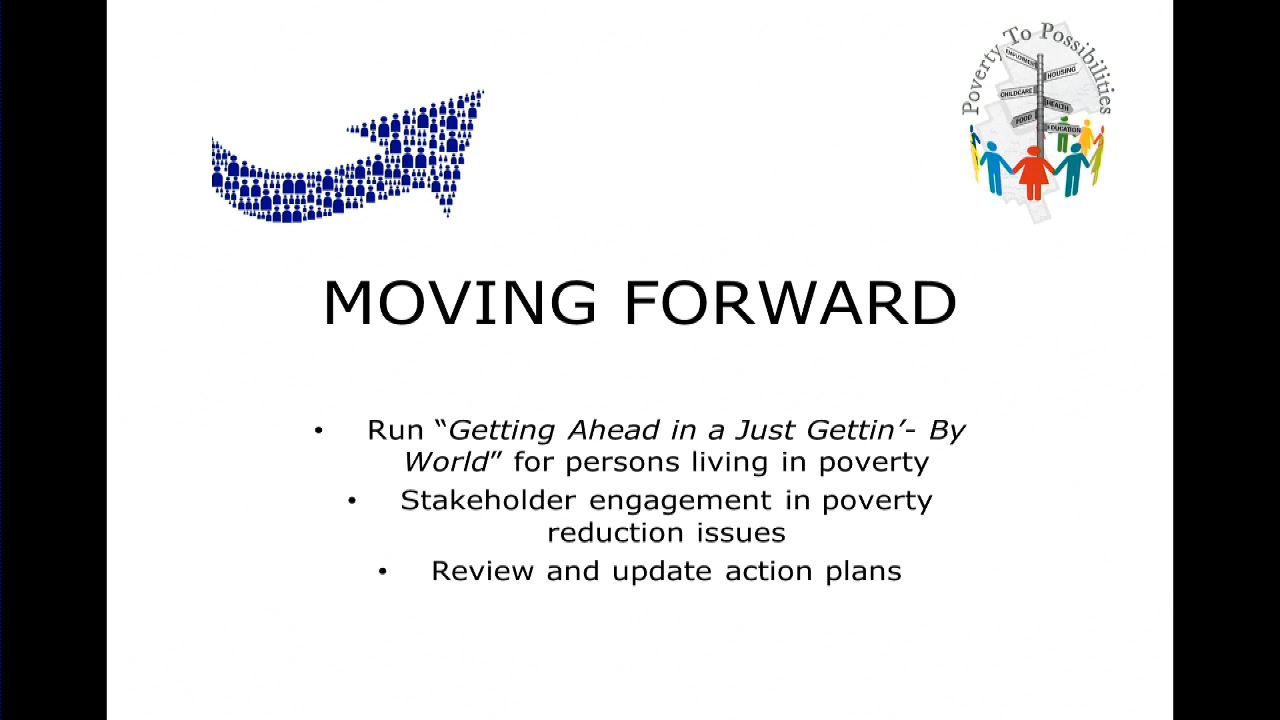 Poverty To Possibilities
EMPLOYMENT
HOUSING
CHILDCARE
HEALTH
FOOD
EDUCATION
MOVING FORWARD
• Run “Getting Ahead in a Just Gettin’- By
World” for persons living in poverty
• Stakeholder engagement in poverty
reduction issues
• Review and update action plans